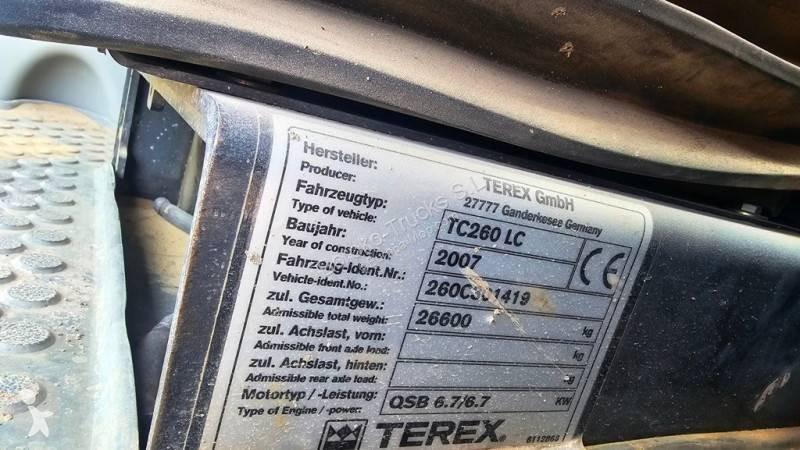 Hersteller:
Producer:
TEREX GmbH
27777 Ganderkesee Germany
Fahrzeugtyp:
Type of vehicle:
TC260 LC
Baujahr:
Year of construction:
2007
CE
Fahrzeug-Ident.Nr.:
Vehicle-ident.No.:
260C301419
zul. Gesamtgew.:
Admissible total weight:
26600 kg
zul. Achslast, vorn:
Admissible front axle load:
kg
zul. Achslast, hinten:
Admissible rear axle load:
Motortyp / -Leistung:
Type of Engine /-power:
QSB 6.7/6.7 KW
TEREX®
6112863